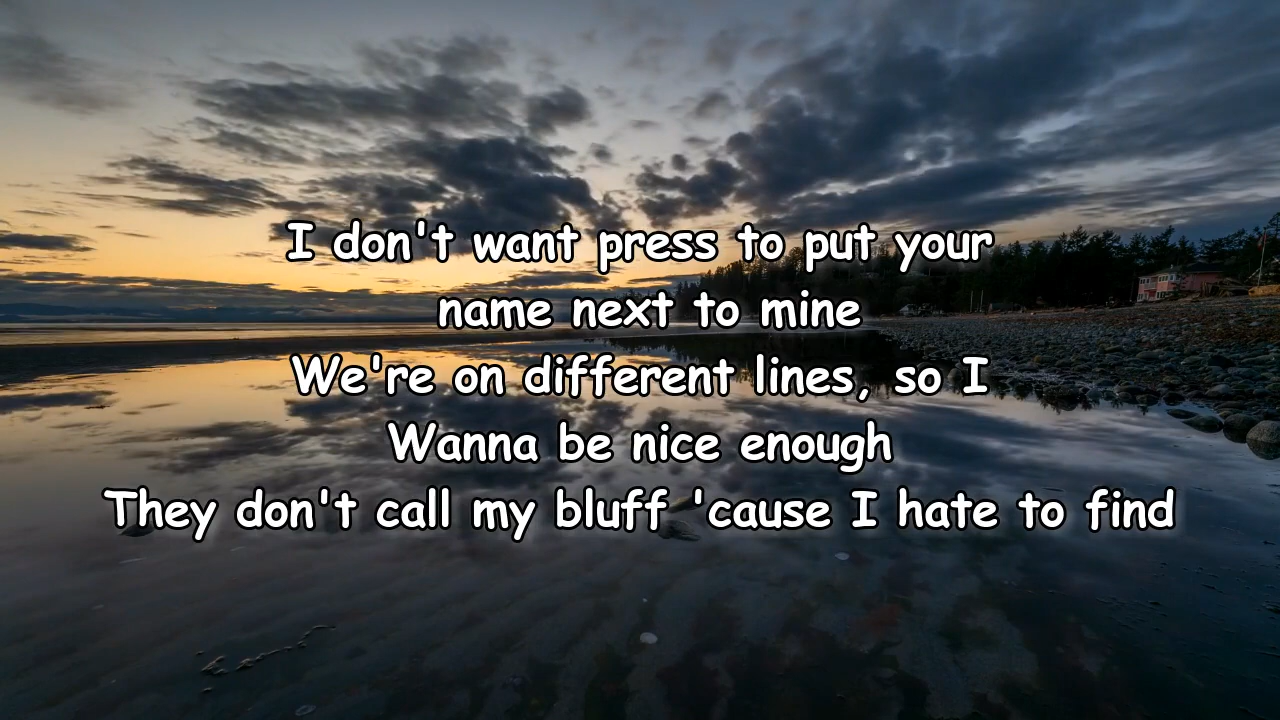 I don't want press to put your
name next to mine
We're on different lines, so I
Wanna be nice enough
They don't call my bluff 'cause I hate to find